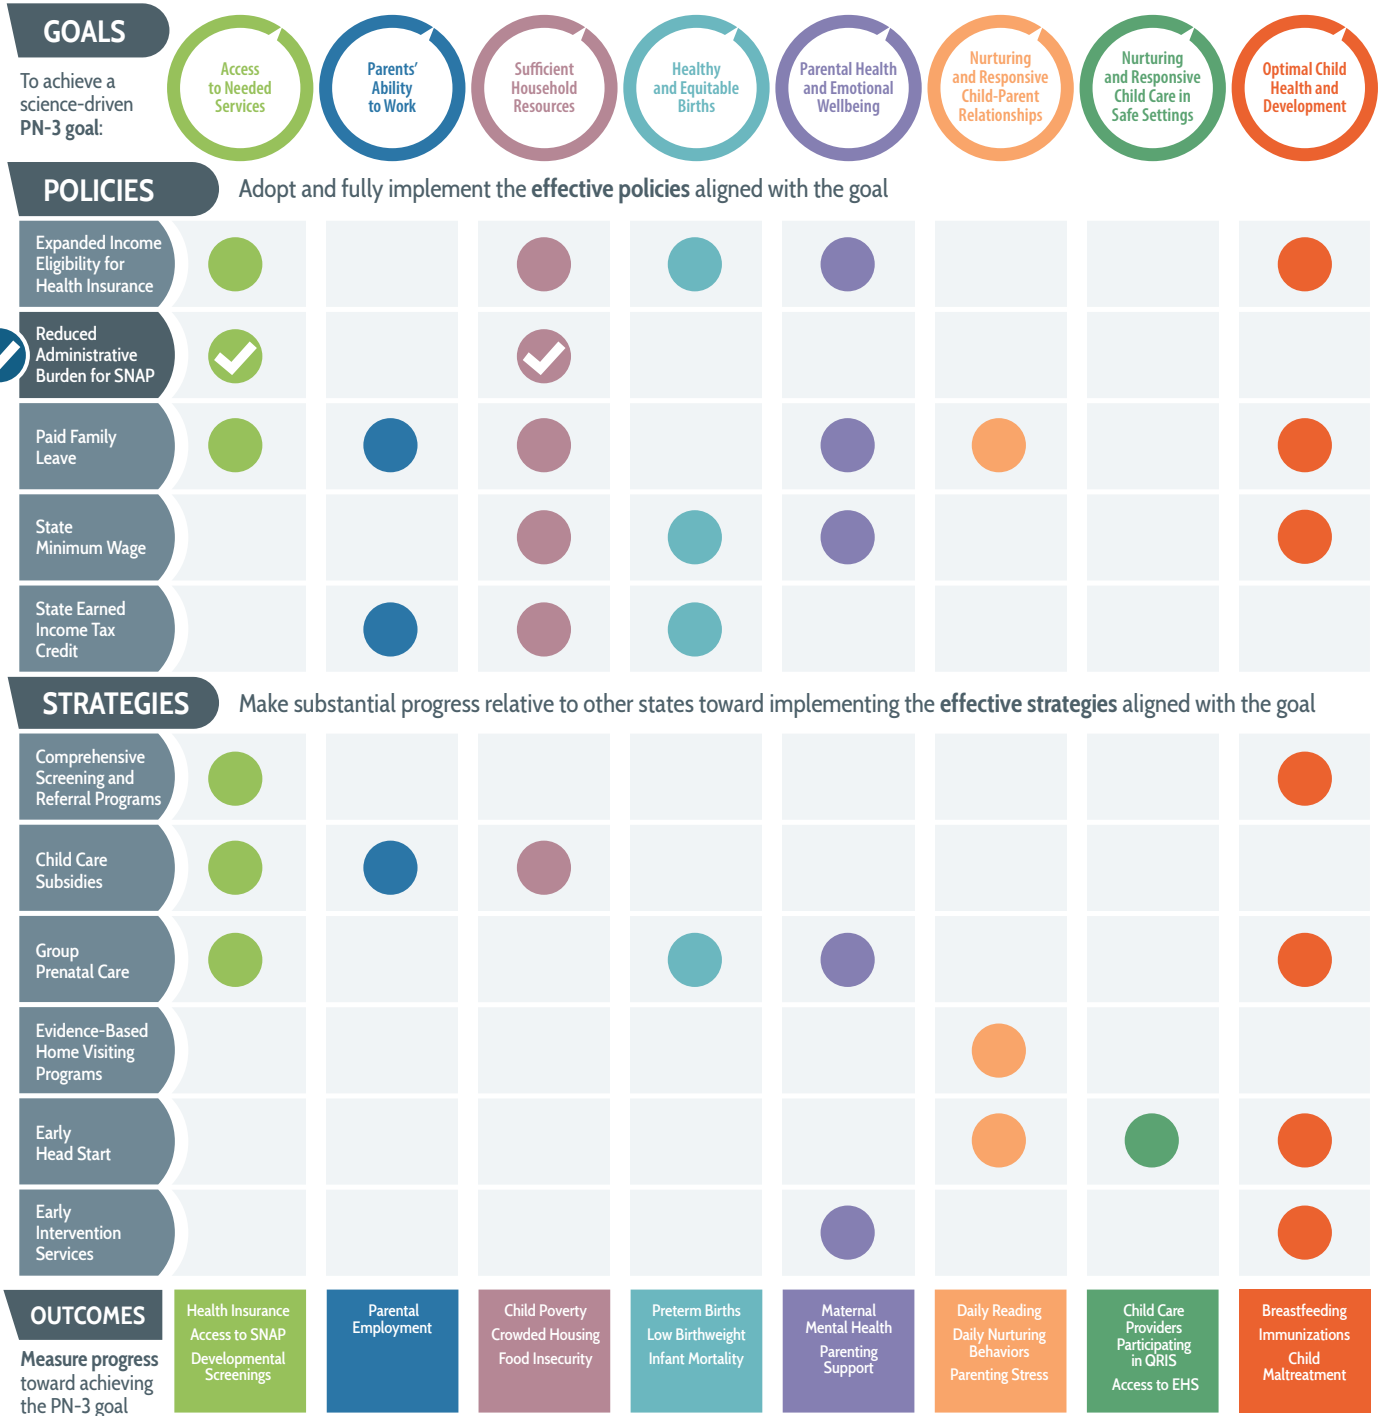 GOALS
To achieve a
science-driven
PN-3 goal:
Access
to Needed
Services
Parents'
Ability
to Work
Sufficient
Household
Resources
Healthy
and Equitable
Births
Parental Health
and Emotional
Wellbeing
Nurturing
and Responsive
Child-Parent
Relationships
Nurturing
and Responsive
Child Care in
Safe Settings
Optimal Child
Health and
Development
POLICIES
Adopt and fully implement the effective policies aligned with the goal
Expanded Income
Eligibility for
Health Insurance
Reduced
Administrative
Burden for SNAP
Paid Family
Leave
State
Minimum Wage
State Earned
Income Tax
Credit
STRATEGIES
Make substantial progress relative to other states toward implementing the effective strategies aligned with the goal
Comprehensive
Screening and
Referral Programs
Child Care
Subsidies
Group
Prenatal Care
Evidence-Based
Home Visiting
Programs
Early
Head Start
Early
Intervention
Services
OUTCOMES
Measure progress
toward achieving
the PN-3 goal
Health Insurance
Access to SNAP
Developmental
Screenings
Parental
Employment
Child Poverty
Crowded Housing
Food Insecurity
Preterm Births
Low Birthweight
Infant Mortality
Maternal
Mental Health
Parenting
Support
Daily Reading
Daily Nurturing
Behaviors
Parenting Stress
Child Care
Providers
Participating
in QRIS
Access to EHS
Breastfeeding
Immunizations
Child
Maltreatment